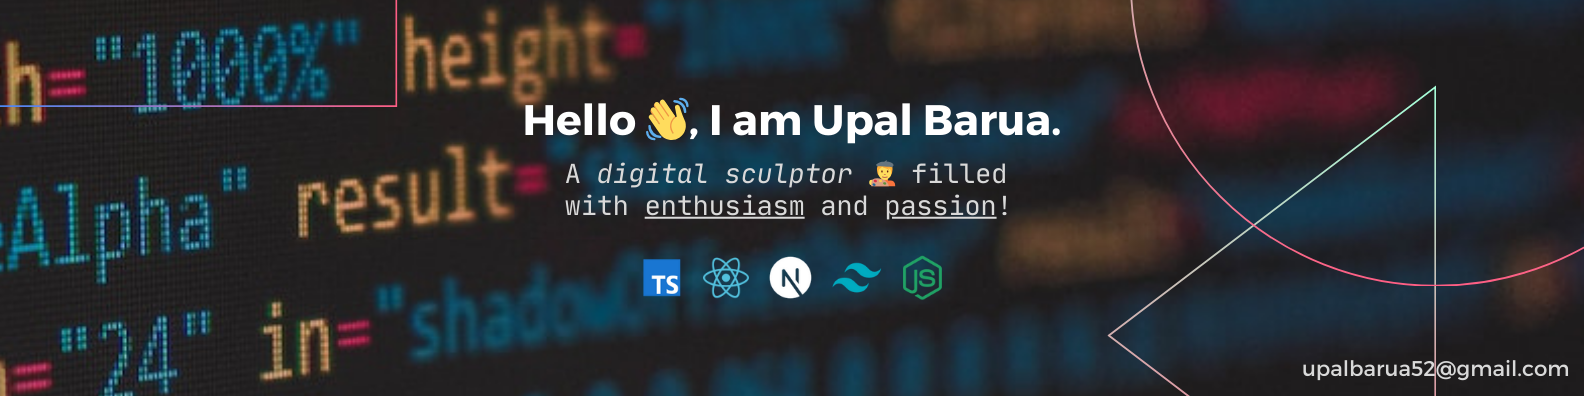 h="1000%" height=
Hello 👋, I am Upal Barua.
A digital sculptor 🧑‍🎨 filled
with enthusiasm and passion!
Alpha" result=
TS N JS
="24" in="shadow
upalbarua52@gmail.com